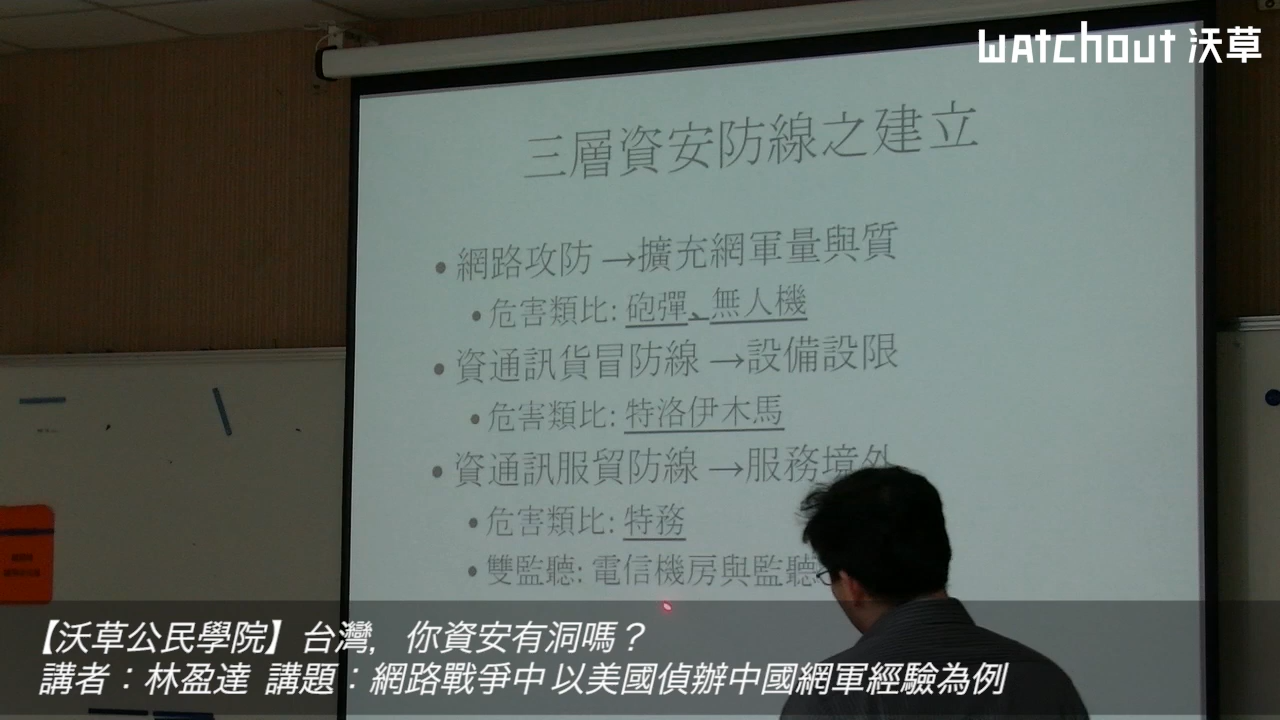 watchout 沃草
三層資安防線之建立
• 網路攻防 →擴充網軍量與質
• 危害類比: 砲彈、無人機
• 資通訊貨冒防線 →設備設限
• 危害類比: 特洛伊木馬
• 資通訊服貿防線 →服務境外
• 危害類比: 特務
• 雙監聽: 電信機房與監聽
【沃草公民學院】台灣，你資安有洞嗎？
講者：林盈達 講題：網路戰爭中 以美國偵辦中國網軍經驗為例